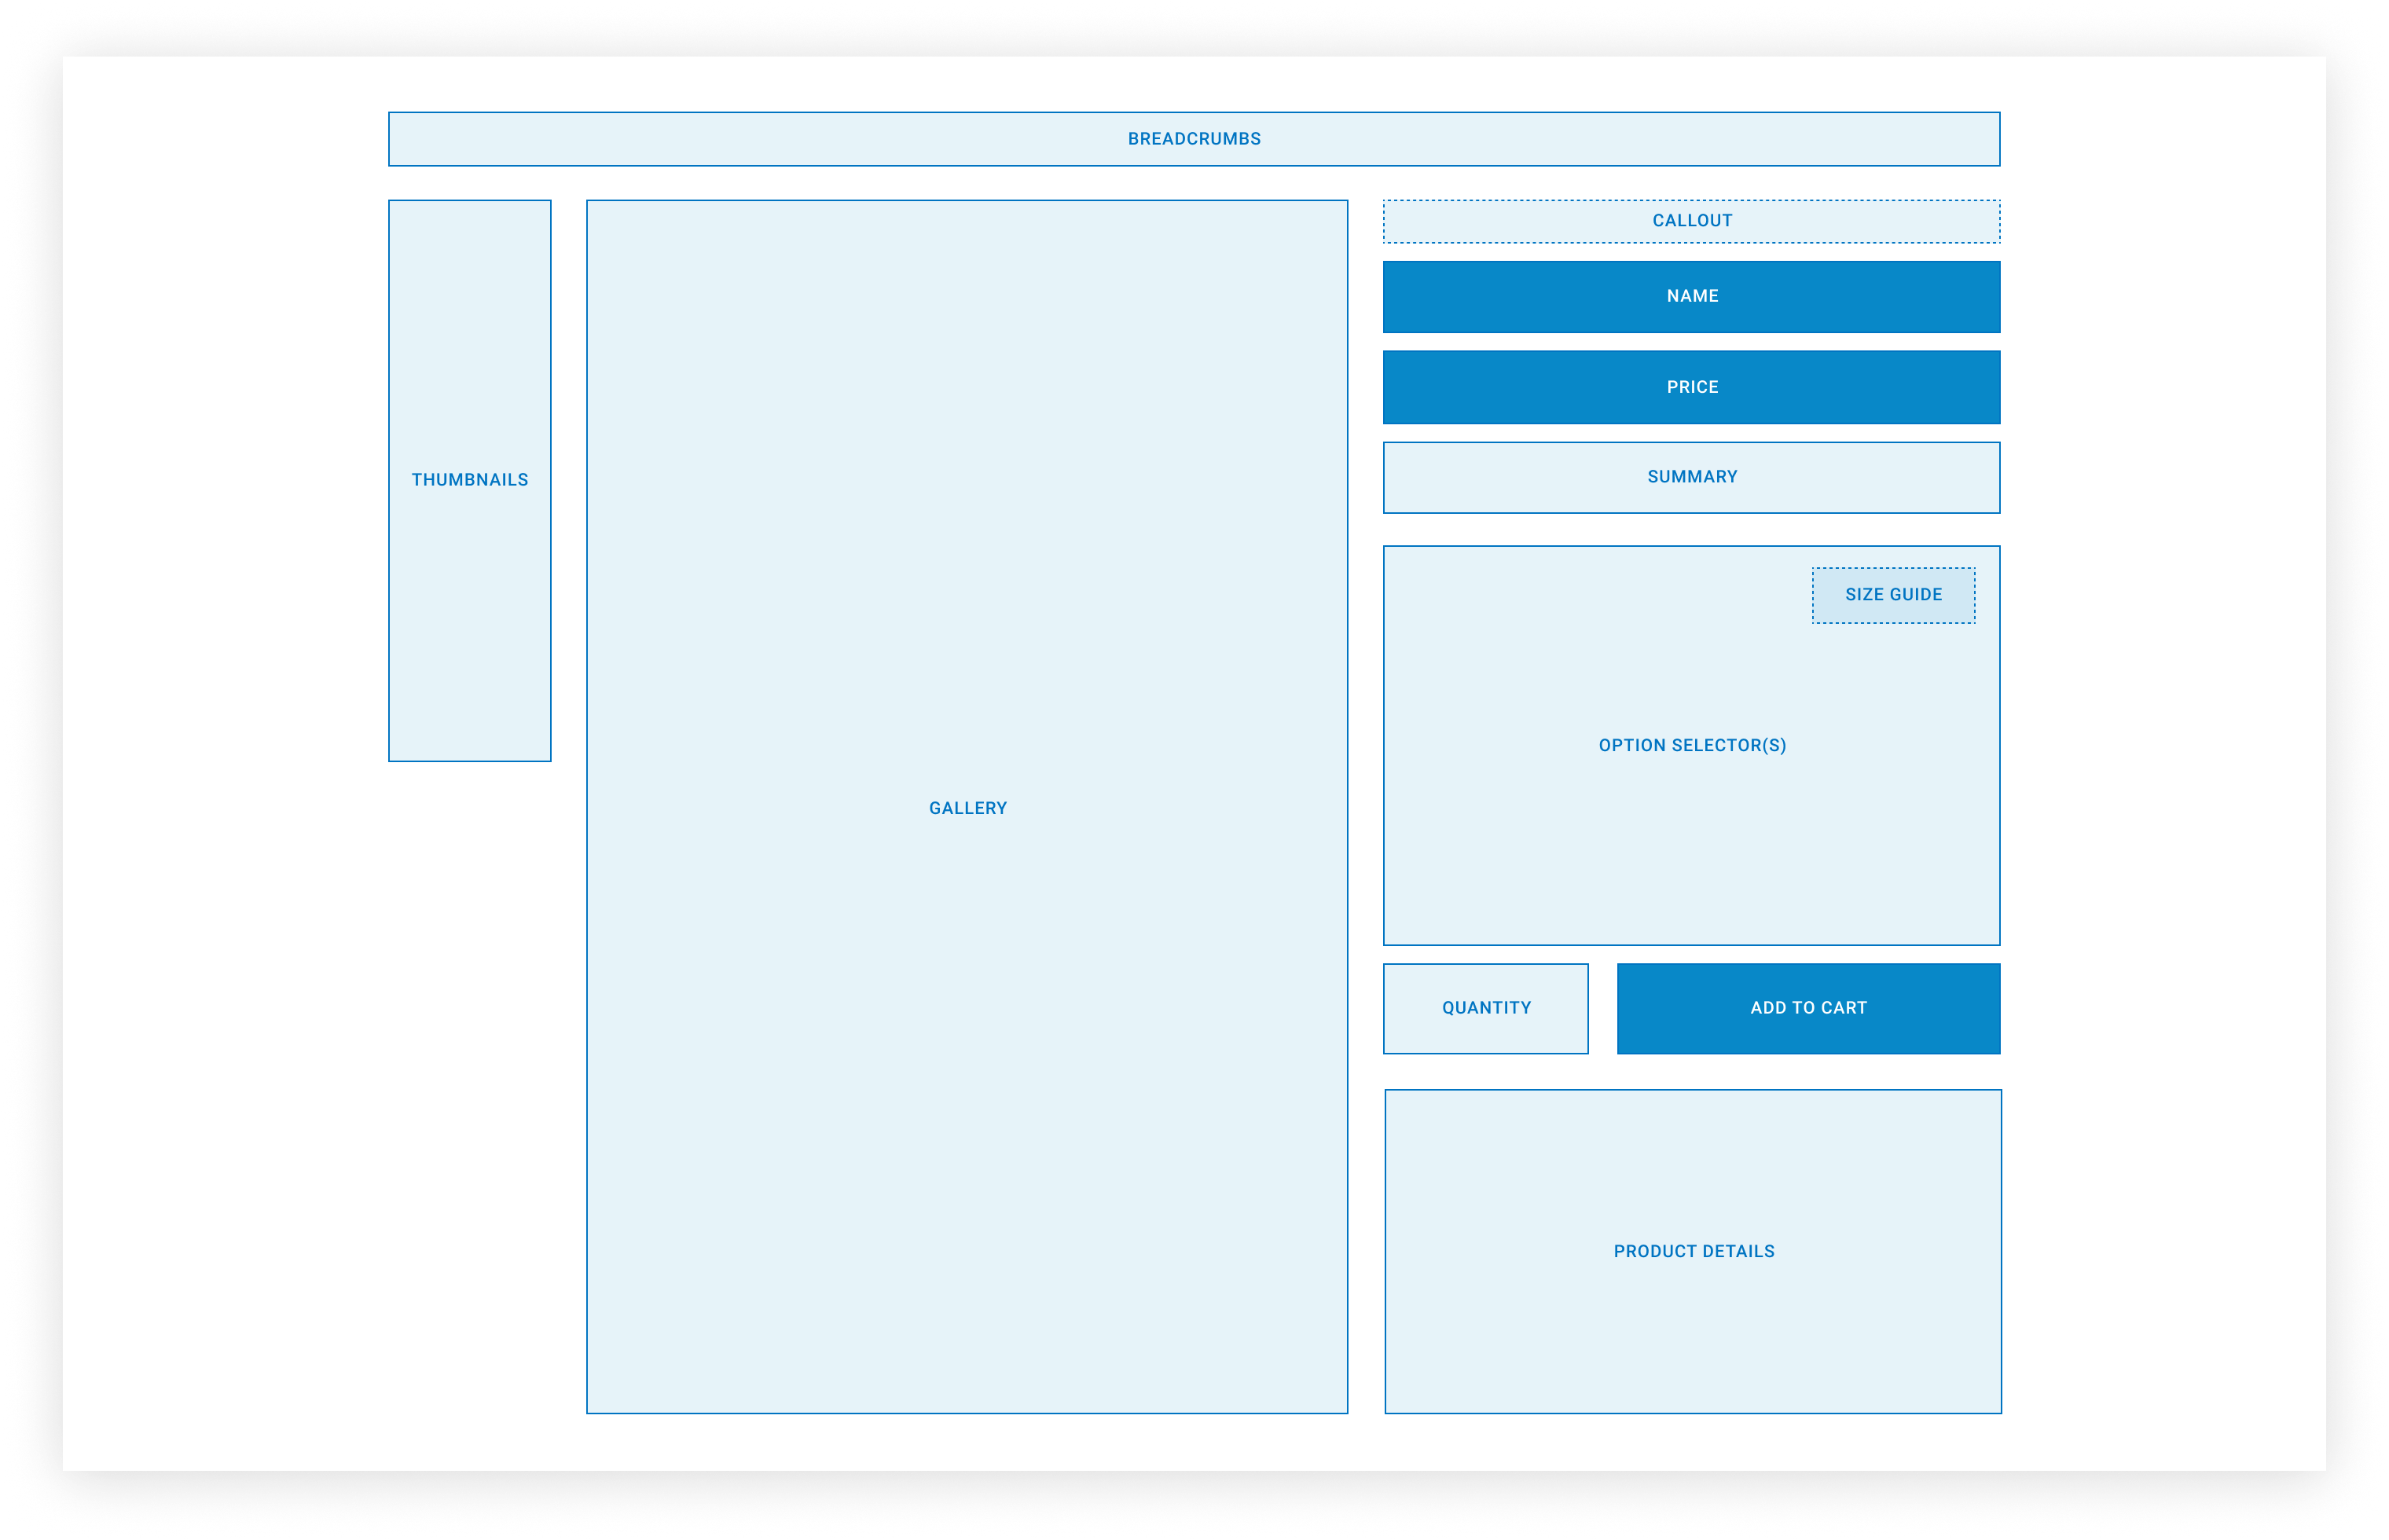 BREADCRUMBS
THUMBNAILS
GALLERY
CALLOUT
NAME
PRICE
SUMMARY
SIZE GUIDE
OPTION SELECTOR(S)
QUANTITY
ADD TO CART
PRODUCT DETAILS